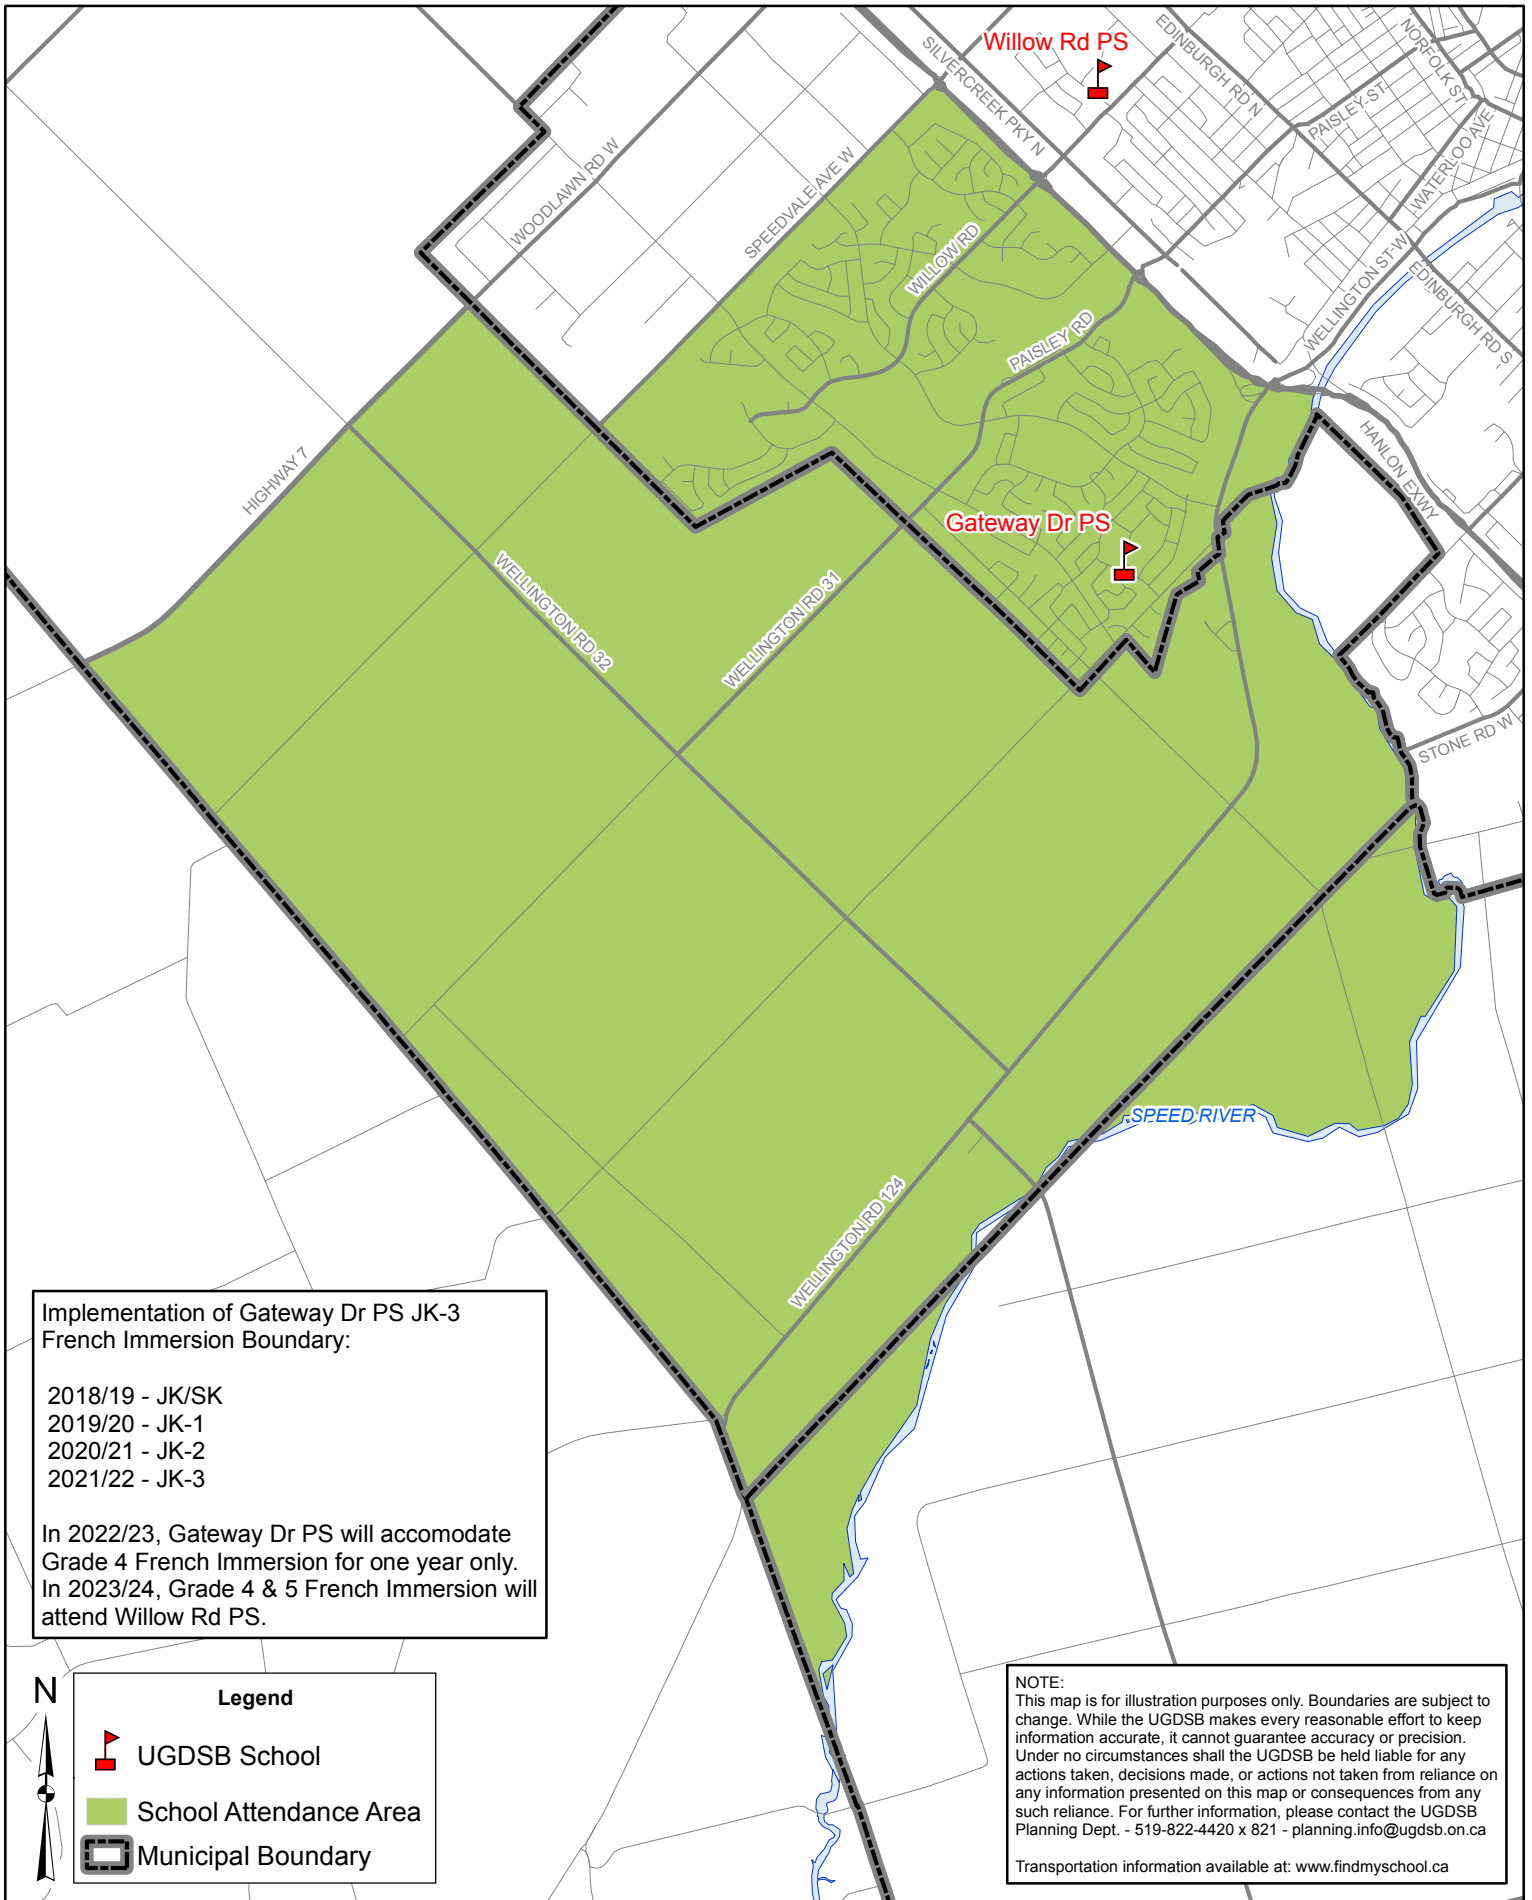 Willow Rd PS
EDINBURGH RD N
NORFOLK ST
SILVERCREEK PKY N
PAISLEY ST
WATERLOO AVE
WOODLAWN RD W
SPEEDVALE AVE W
WILLOW RD
WELLINGTON ST W
EDINBURGH RD S
PAISLEY RD
HANLON EXWY
HIGHWAY 7
Gateway Dr PS
WELLINGTON RD 32
WELLINGTON RD 31
STONE RD W
SPEED RIVER
WELLINGTON RD 124
Implementation of Gateway Dr PS JK-3
French Immersion Boundary:
2018/19 - JK/SK
2019/20 - JK-1
2020/21 - JK-2
2021/22 - JK-3
In 2022/23, Gateway Dr PS will accomodate
Grade 4 French Immersion for one year only.
In 2023/24, Grade 4 & 5 French Immersion will
attend Willow Rd PS.
N
Legend
UGDSB School
School Attendance Area
Municipal Boundary
NOTE:
This map is for illustration purposes only. Boundaries are subject to
change. While the UGDSB makes every reasonable effort to keep
information accurate, it cannot guarantee accuracy or precision.
Under no circumstances shall the UGDSB be held liable for any
actions taken, decisions made, or actions not taken from reliance on
any information presented on this map or consequences from any
such reliance. For further information, please contact the UGDSB
Planning Dept. - 519-822-4420 x 821 - planning.info@ugdsb.on.ca
Transportation information available at: www.findmyschool.ca